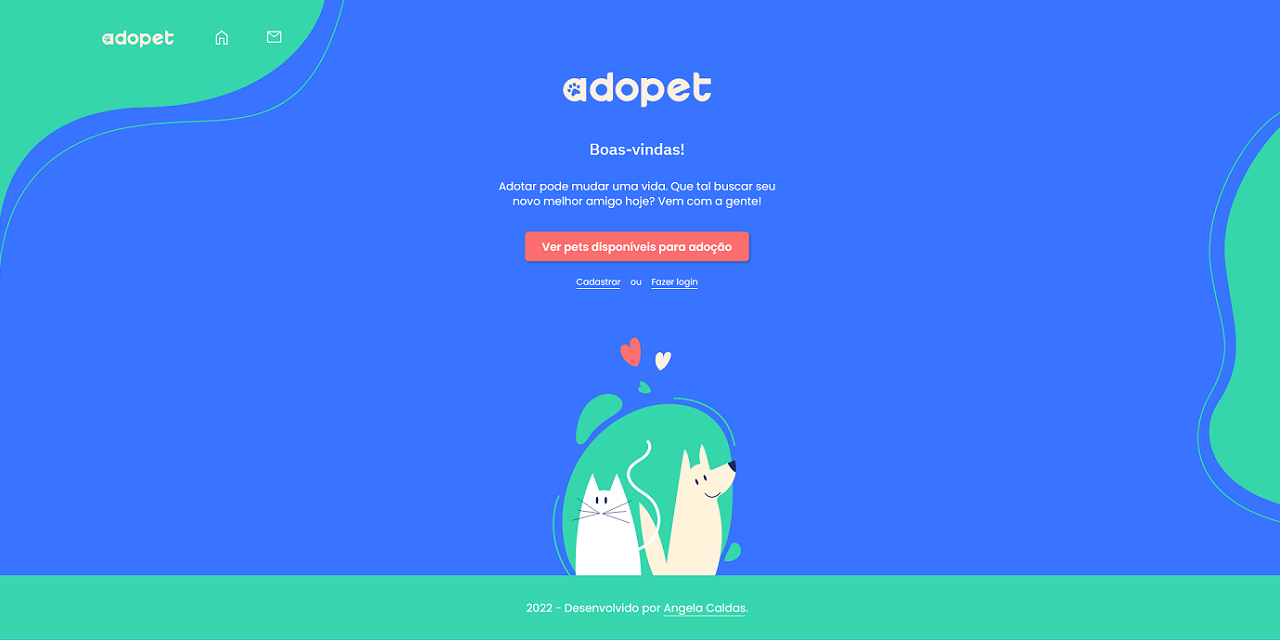 adopet
adopet
Boas-vindas!
Adotar pode mudar uma vida. Que tal buscar seu
novo melhor amigo hoje? Vem com a gente!
Ver pets disponíveis para adoção
Cadastrar ou Fazer login
2022 - Desenvolvido por Angela Caldas.